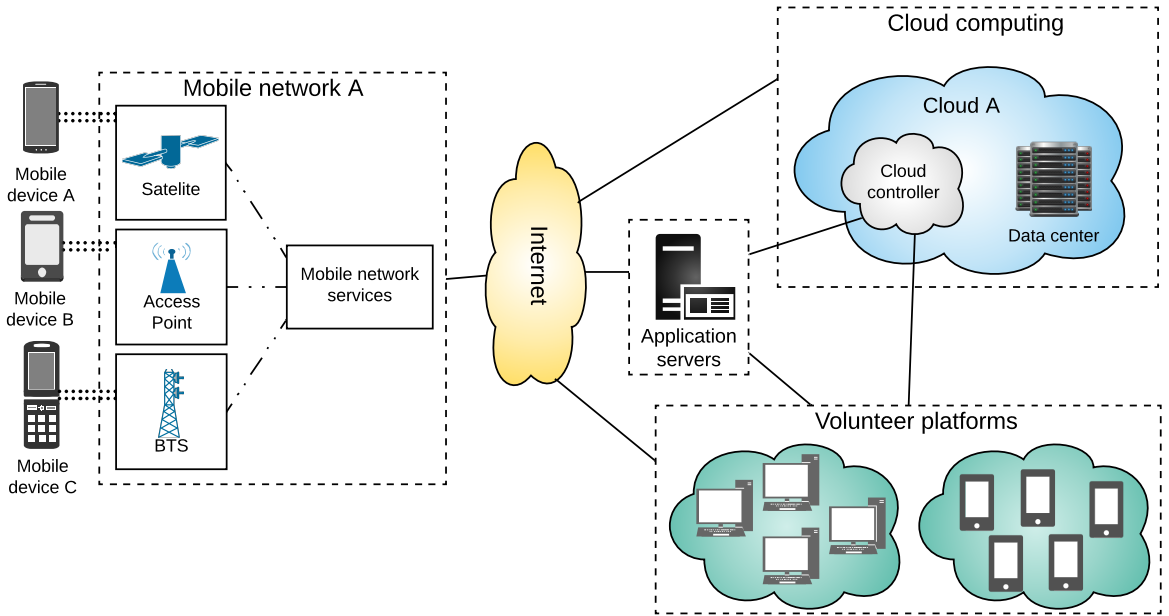 Cloud computing
Mobile network A
Cloud A
Mobile
device A
Satelite
Cloud
controller
Data center
Mobile
device B
Access
Point
Mobile network
services
Internet
Application
servers
BTS
Mobile
device C
Volunteer platforms